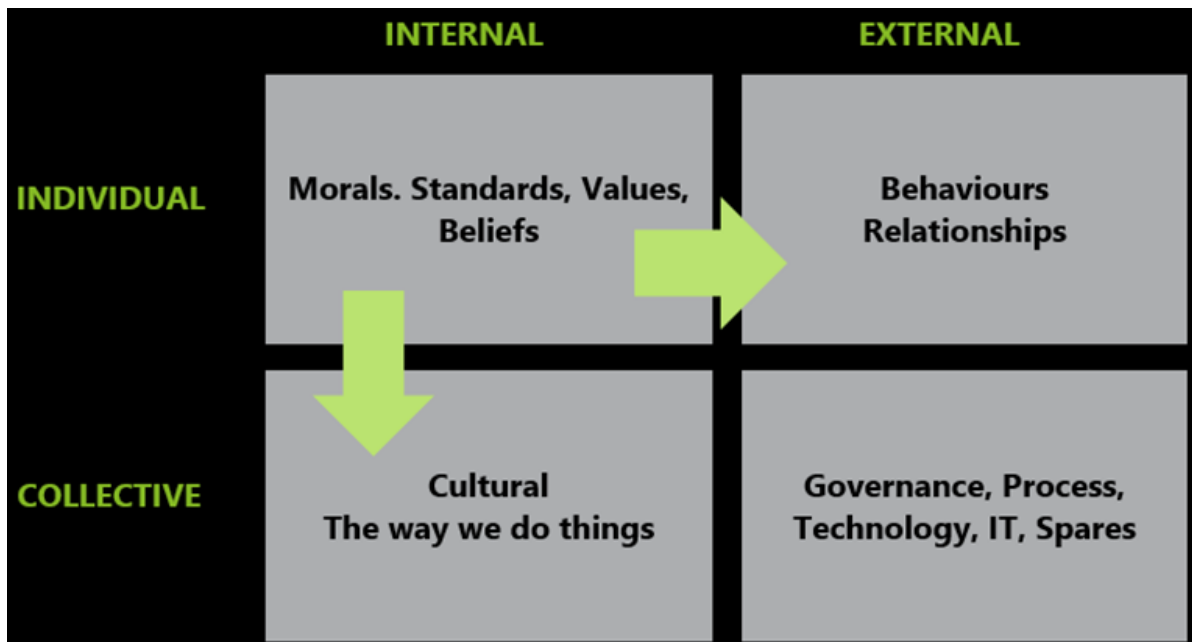 INTERNAL EXTERNAL
INDIVIDUAL
Morals. Standards, Values,
Beliefs
Behaviours
Relationships
COLLECTIVE
Cultural
The way we do things
Governance, Process,
Technology, IT, Spares